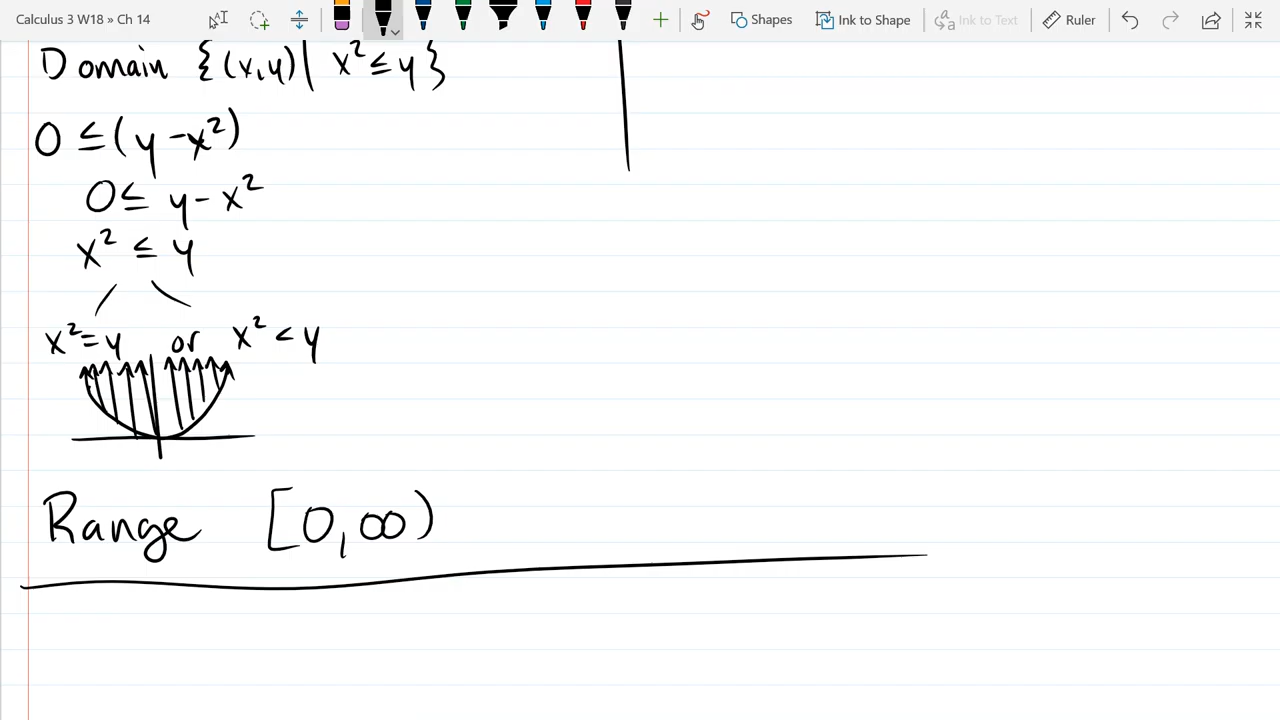 Calculus 3 W18 » Ch 14
Shapes Ink to Shape Ink to Text Ruler
Domain {(x,y)| x² ≤ y}
0 ≤ (y - x²)
0 ≤ y - x²
x² ≤ y
x² = y or x² < y
Range [0,∞)